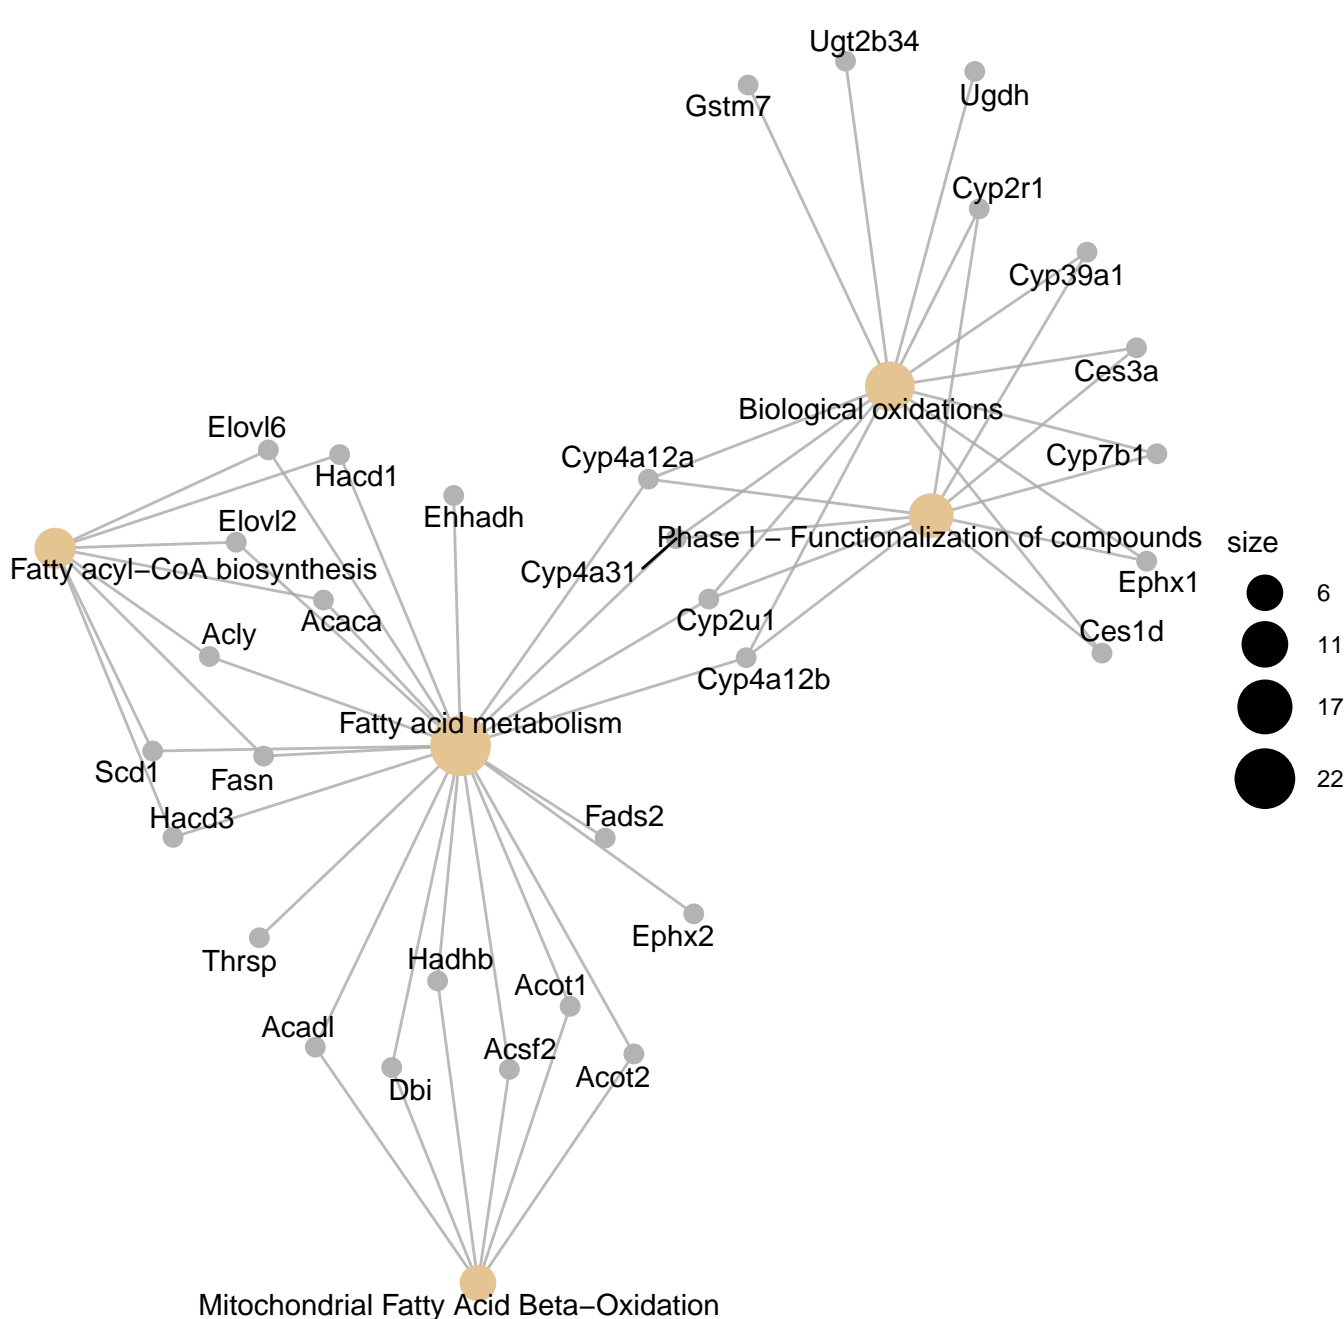 Ugt2b34
Gstm7
Ugdh
Cyp2r1
Cyp39a1
Ces3a
Biological oxidations
Elovl6
Cyp4a12a
Cyp7b1
Hacd1
Elovl2
Ehhadh
Phase I − Functionalization of compounds
size
Fatty acyl−CoA biosynthesis
Cyp4a31
Ephx1
6
Acaca
Cyp2u1
Acly
Ces1d
11
Cyp4a12b
17
Fatty acid metabolism
Scd1
Fasn
22
Hacd3
Fads2
Thrsp
Ephx2
Hadhb
Acot1
Acadl
Acsf2
Acot2
Dbi
Mitochondrial Fatty Acid Beta−Oxidation